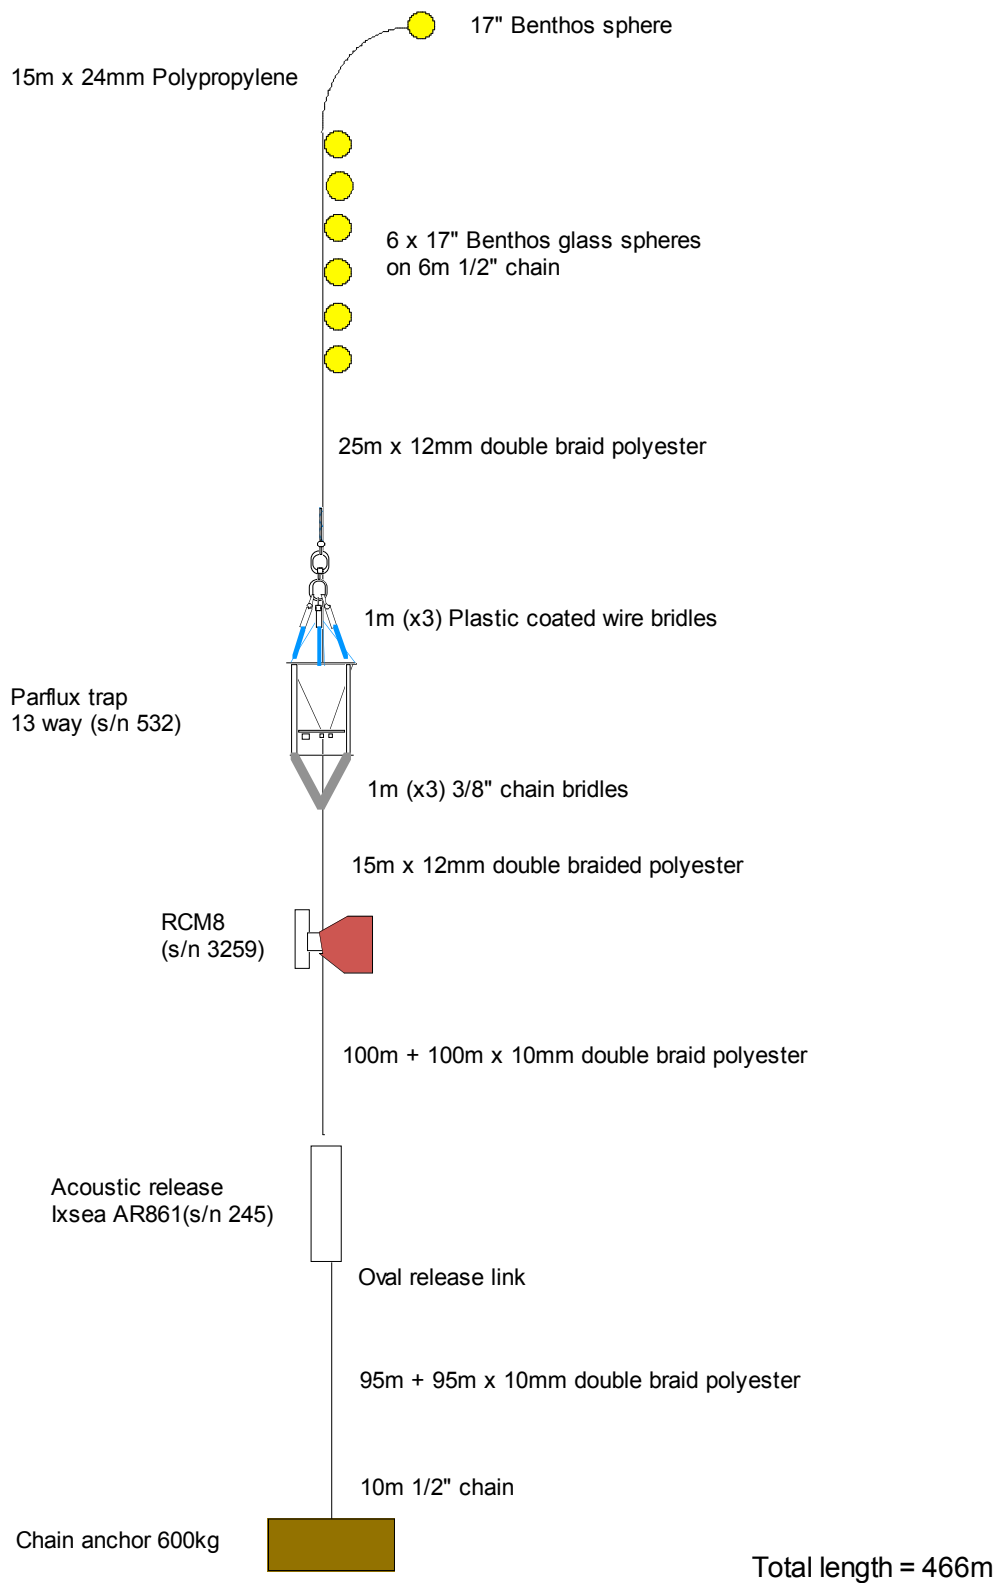 17" Benthos sphere
15m x 24mm Polypropylene
6 x 17" Benthos glass spheres
on 6m 1/2" chain
25m x 12mm double braid polyester
1m (x3) Plastic coated wire bridles
Parflux trap
13 way (s/n 532)
1m (x3) 3/8" chain bridles
15m x 12mm double braided polyester
RCM8
(s/n 3259)
100m + 100m x 10mm double braid polyester
Acoustic release
Ixsea AR861(s/n 245)
Oval release link
95m + 95m x 10mm double braid polyester
10m 1/2" chain
Chain anchor 600kg
Total length = 466m